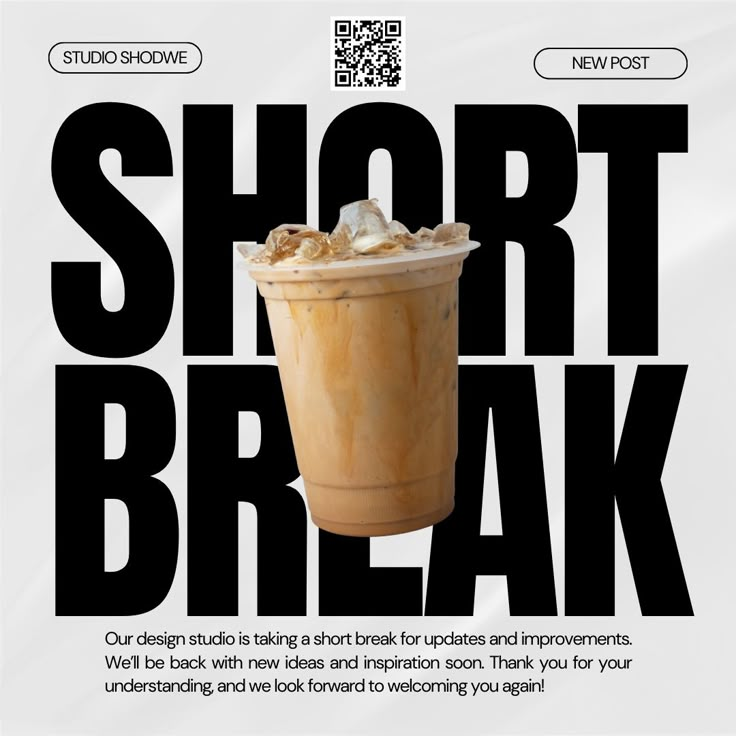 STUDIO SHODWE
NEW POST
SHORT
BREAK
Our design studio is taking a short break for updates and improvements.
We'll be back with new ideas and inspiration soon. Thank you for your
understanding, and we look forward to welcoming you again!